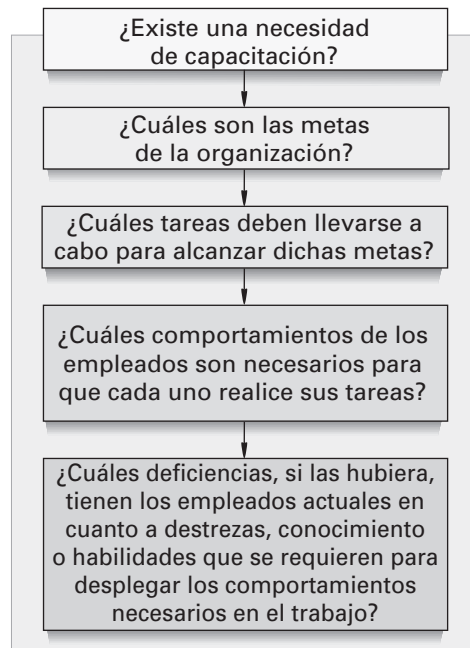 ¿Existe una necesidad
de capacitación?
¿Cuáles son las metas
de la organización?
¿Cuáles tareas deben llevarse a
cabo para alcanzar dichas metas?
¿Cuáles comportamientos de los
empleados son necesarios para
que cada uno realice sus tareas?
¿Cuáles deficiencias, si las hubiera,
tienen los empleados actuales en
cuanto a destrezas, conocimiento
o habilidades que se requieren para
desplegar los comportamientos
necesarios en el trabajo?